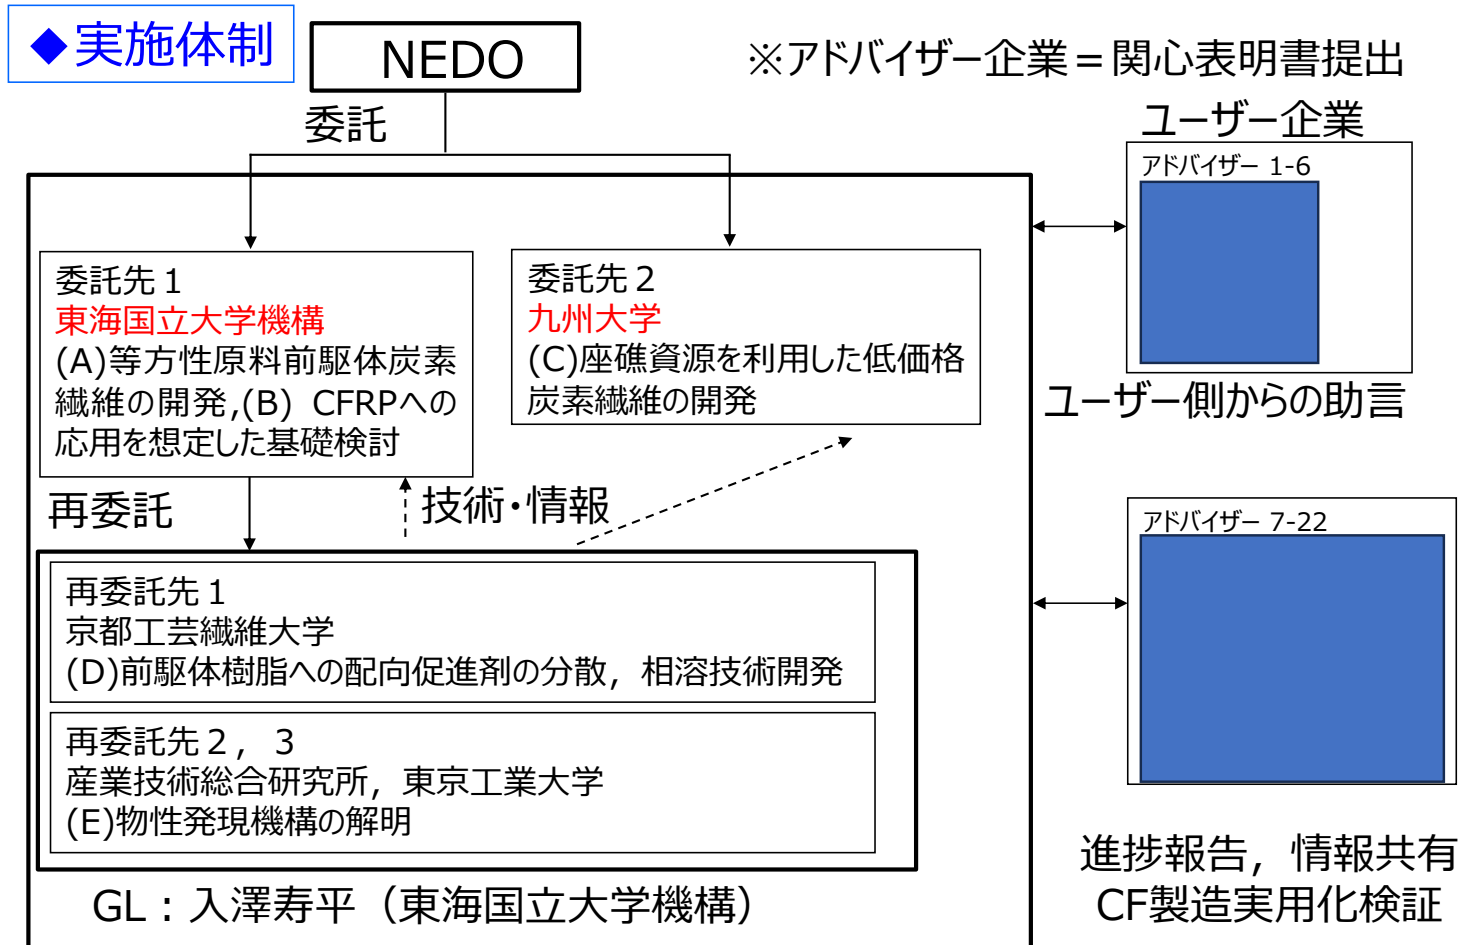 ◆実施体制
NEDO
※アドバイザー企業＝関心表明書提出
委託
ユーザー企業
アドバイザー 1-6
ユーザー側からの助言
委託先１
東海国立大学機構
(A)等方性原料前駆体炭素
繊維の開発,(B) CFRPへの
応用を想定した基礎検討
委託先２
九州大学
(C)座礁資源を利用した低価格
炭素繊維の開発
再委託
技術・情報
アドバイザー 7-22
再委託先１
京都工芸繊維大学
(D)前駆体樹脂への配向促進剤の分散，相溶技術開発
再委託先２，３
産業技術総合研究所，東京工業大学
(E)物性発現機構の解明
進捗報告，情報共有
CF製造実用化検証
GL：入澤寿平（東海国立大学機構）